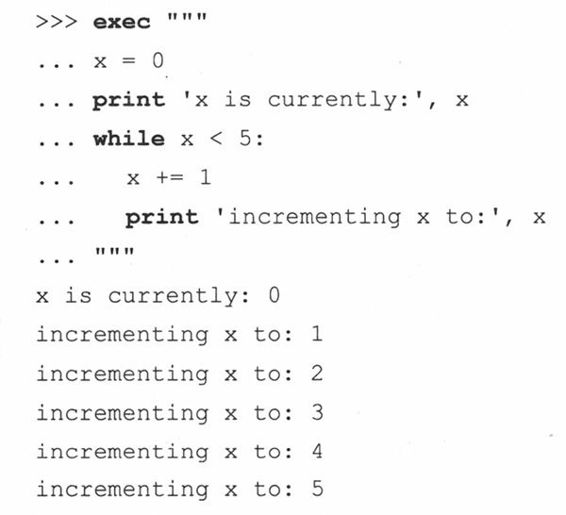 >>> exec """
... x = 0
... print 'x is currently:', x
... while x < 5:
...   x += 1
...   print 'incrementing x to:', x
... """
x is currently: 0
incrementing x to: 1
incrementing x to: 2
incrementing x to: 3
incrementing x to: 4
incrementing x to: 5